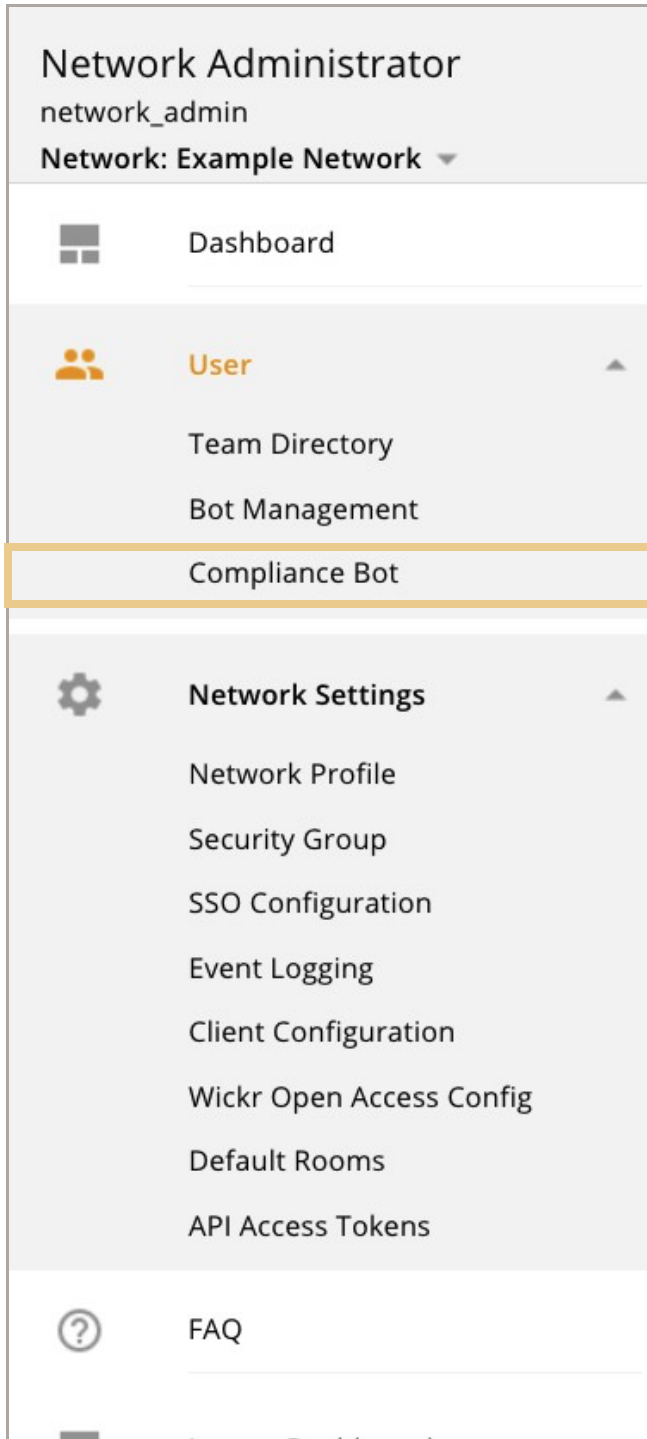 Network Administrator
network_admin
Network: Example Network
Dashboard
User
Team Directory
Bot Management
Compliance Bot
Network Settings
Network Profile
Security Group
SSO Configuration
Event Logging
Client Configuration
Wickr Open Access Config
Default Rooms
API Access Tokens
FAQ